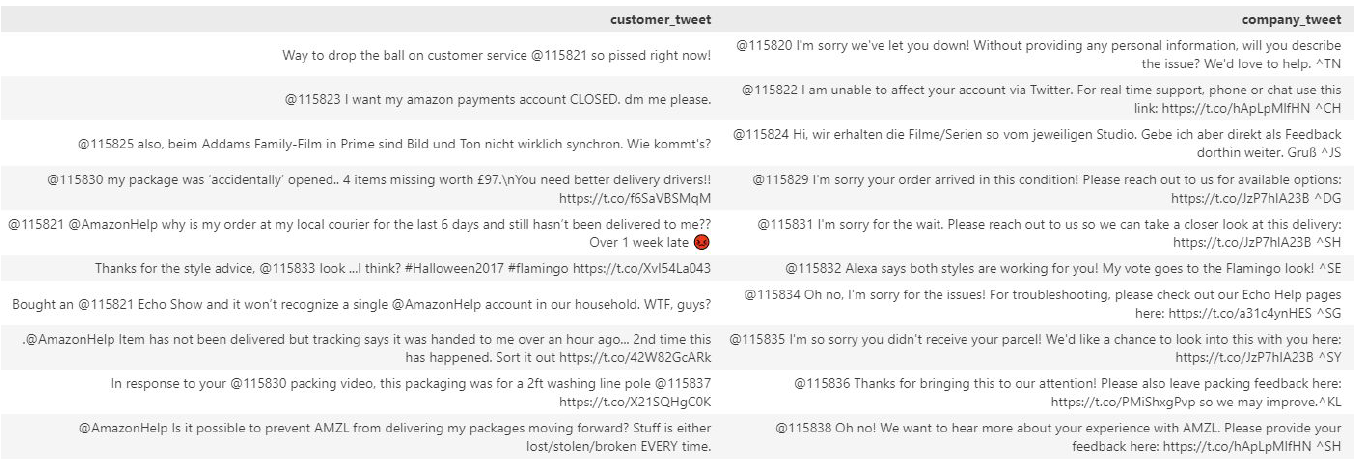 customer_tweet company_tweet
Way to drop the ball on customer service @115821 so pissed right now!
@115820 I'm sorry we've let you down! Without providing any personal information, will you describe
the issue? We'd love to help. ^TN
@115823 I want my amazon payments account CLOSED. dm me please.
@115822 I am unable to affect your account via Twitter. For real time support, phone or chat use this
link: https://t.co/hApLpMlfHN ^CH
@115825 also, beim Addams Family-Film in Prime sind Bild und Ton nicht wirklich synchron. Wie kommt's?
@115824 Hi, wir erhalten die Filme/Serien so vom jeweiligen Studio. Gebe ich aber direkt als Feedback
dorthin weiter. Gruß ^JS
@115830 my package was 'accidentally' opened.. 4 items missing worth £97.\nYou need better delivery drivers!!
https://t.co/f6SaVBSMqM
@115829 I'm sorry your order arrived in this condition! Please reach out to us for available options:
https://t.co/JzP7hlA23B ^DG
@115821 @AmazonHelp why is my order at my local courier for the last 6 days and still hasn't been delivered to me??
Over 1 week late 😡
@115831 I'm sorry for the wait. Please reach out to us so we can take a closer look at this delivery:
https://t.co/JzP7hlA23B ^SH
Thanks for the style advice, @115833 look ...I think? #Halloween2017 #flamingo https://t.co/Xvl54La043
@115832 Alexa says both styles are working for you! My vote goes to the Flamingo look! ^SE
Bought an @115821 Echo Show and it won't recognize a single @AmazonHelp account in our household. WTF, guys?
@115834 Oh no, I'm sorry for the issues! For troubleshooting, please check out our Echo Help pages
here: https://t.co/a31c4ynHES ^SG
.@AmazonHelp Item has not been delivered but tracking says it was handed to me over an hour ago... 2nd time this
has happened. Sort it out https://t.co/42W82GcARk
@115835 I'm so sorry you didn't receive your parcel! We'd like a chance to look into this with you here:
https://t.co/JzP7hlA23B ^SY
In response to your @115830 packing video, this packaging was for a 2ft washing line pole @115837
https://t.co/X21SQHgC0K
@115836 Thanks for bringing this to our attention! Please also leave packing feedback here:
https://t.co/PMiShxgPvp so we may improve.^KL
@AmazonHelp Is it possible to prevent AMZL from delivering my packages moving forward? Stuff is either
lost/stolen/broken EVERY time.
@115838 Oh no! We want to hear more about your experience with AMZL. Please provide your
feedback here: https://t.co/hApLpMlfHN ^SH